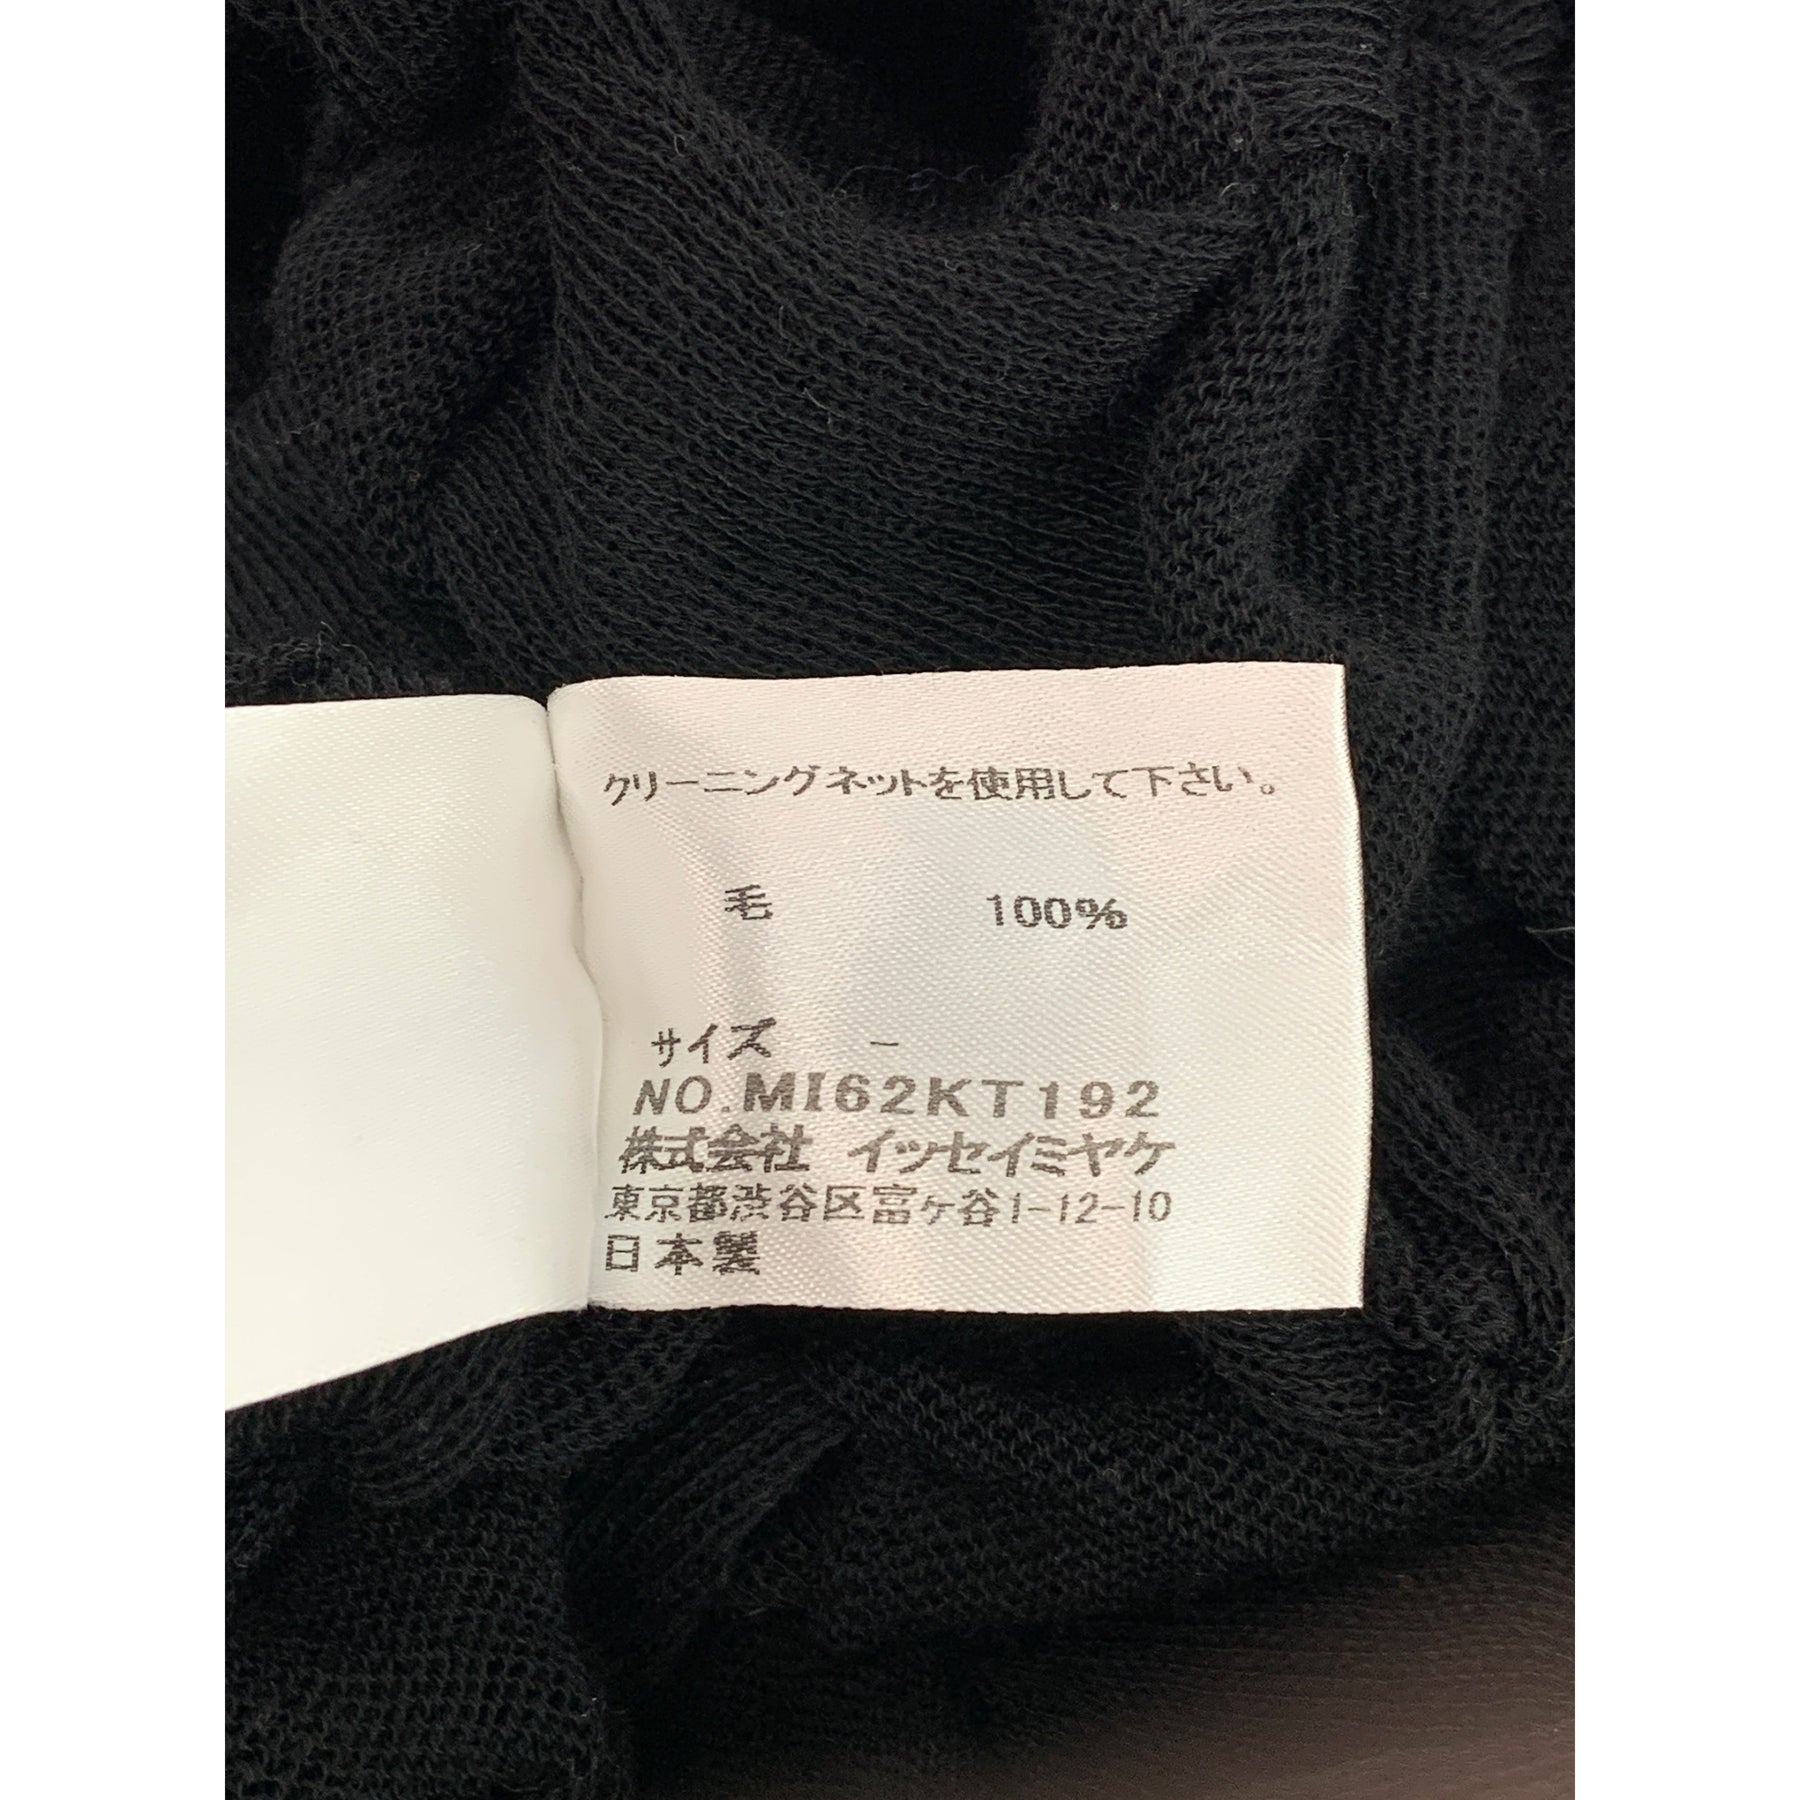 クリーニングネットを使用して下さい。
毛 100%
サイズ -
NO.MI62KT192
株式会社 イッセイミヤケ
東京都渋谷区富ヶ谷1-12-10
日本製